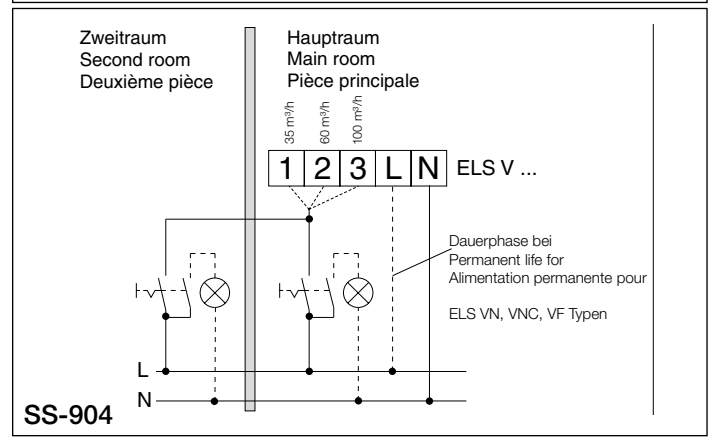 Zweitraum
Second room
Deuxième pièce
Hauptraum
Main room
Pièce principale
35 m³/h
60 m³/h
100 m³/h
1 2 3 L N ELS V ...
Dauerphase bei
Permanent life for
Alimentation permanente pour
ELS VN, VNC, VF Typen
L
N
SS-904